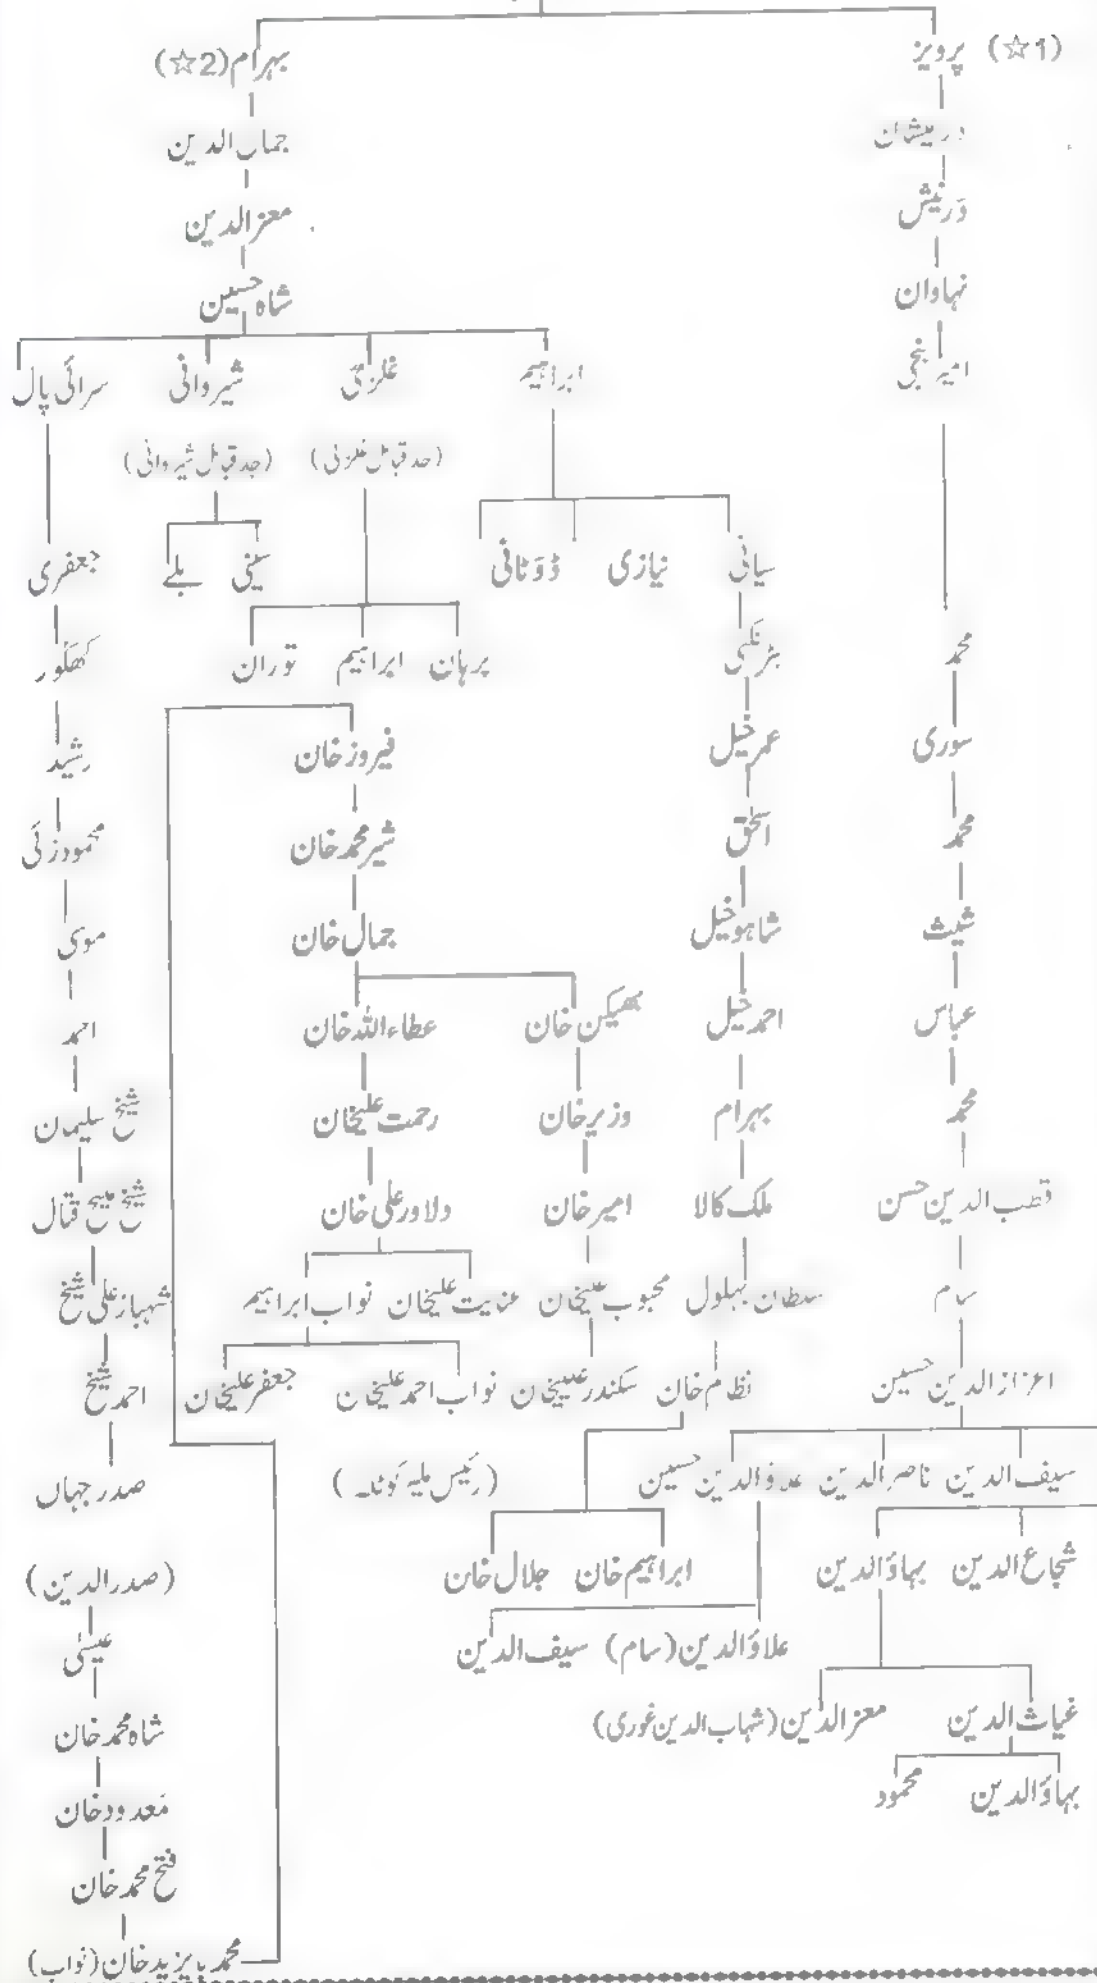 پرویز (☆1) بہرام (☆2)
جمال الدین
ورنیش معزالدین
نہاوان شاہ حسین
امیر بنجی ابراہیم غلزئی شیروانی سرائی پال
(جد قبائل غلزئی) (جد قبائل شیروانی)
سیانی نیازی ڈوتانی سینی بلے جعفری
محمد پرہان ابراہیم توران
سوری عمر خیل فیروز خان رشید
محمد اسحٰق شیر محمد خان محمود زئی
شیث شاہو خیل جمال خان موسیٰ
عباس احمد خیل بھیکن خان عطاء اللہ خان احمد
محمد بہرام وزیر خان رحمت علیخان شیخ سلیمان
قطب الدین حسن ملک کالا امیر خان دلاور علی خان شیخ قتال
سام سلطان بہلول محبوب علیخان عنایت علیخان نواب ابراہیم شہباز علی شیخ
اعزاز الدین حسین نظام خان سکندر علیخان نواب احمد علیخان جعفر علیخان احمد شیخ
سیف الدین ناصر الدین الدین حسین (رئیس ملیر کوٹلہ) صدر جہاں
شجاع الدین بہاؤالدین ابراہیم خان جلال خان (صدرالدین)
علاؤالدین (سام) سیف الدین عیسیٰ
غیاث الدین معزالدین (شہاب الدین غوری) شاہ محمد خان
بہاؤالدین محمود معدود خان
فتح محمد خان
محمد بایزید خان (نواب)